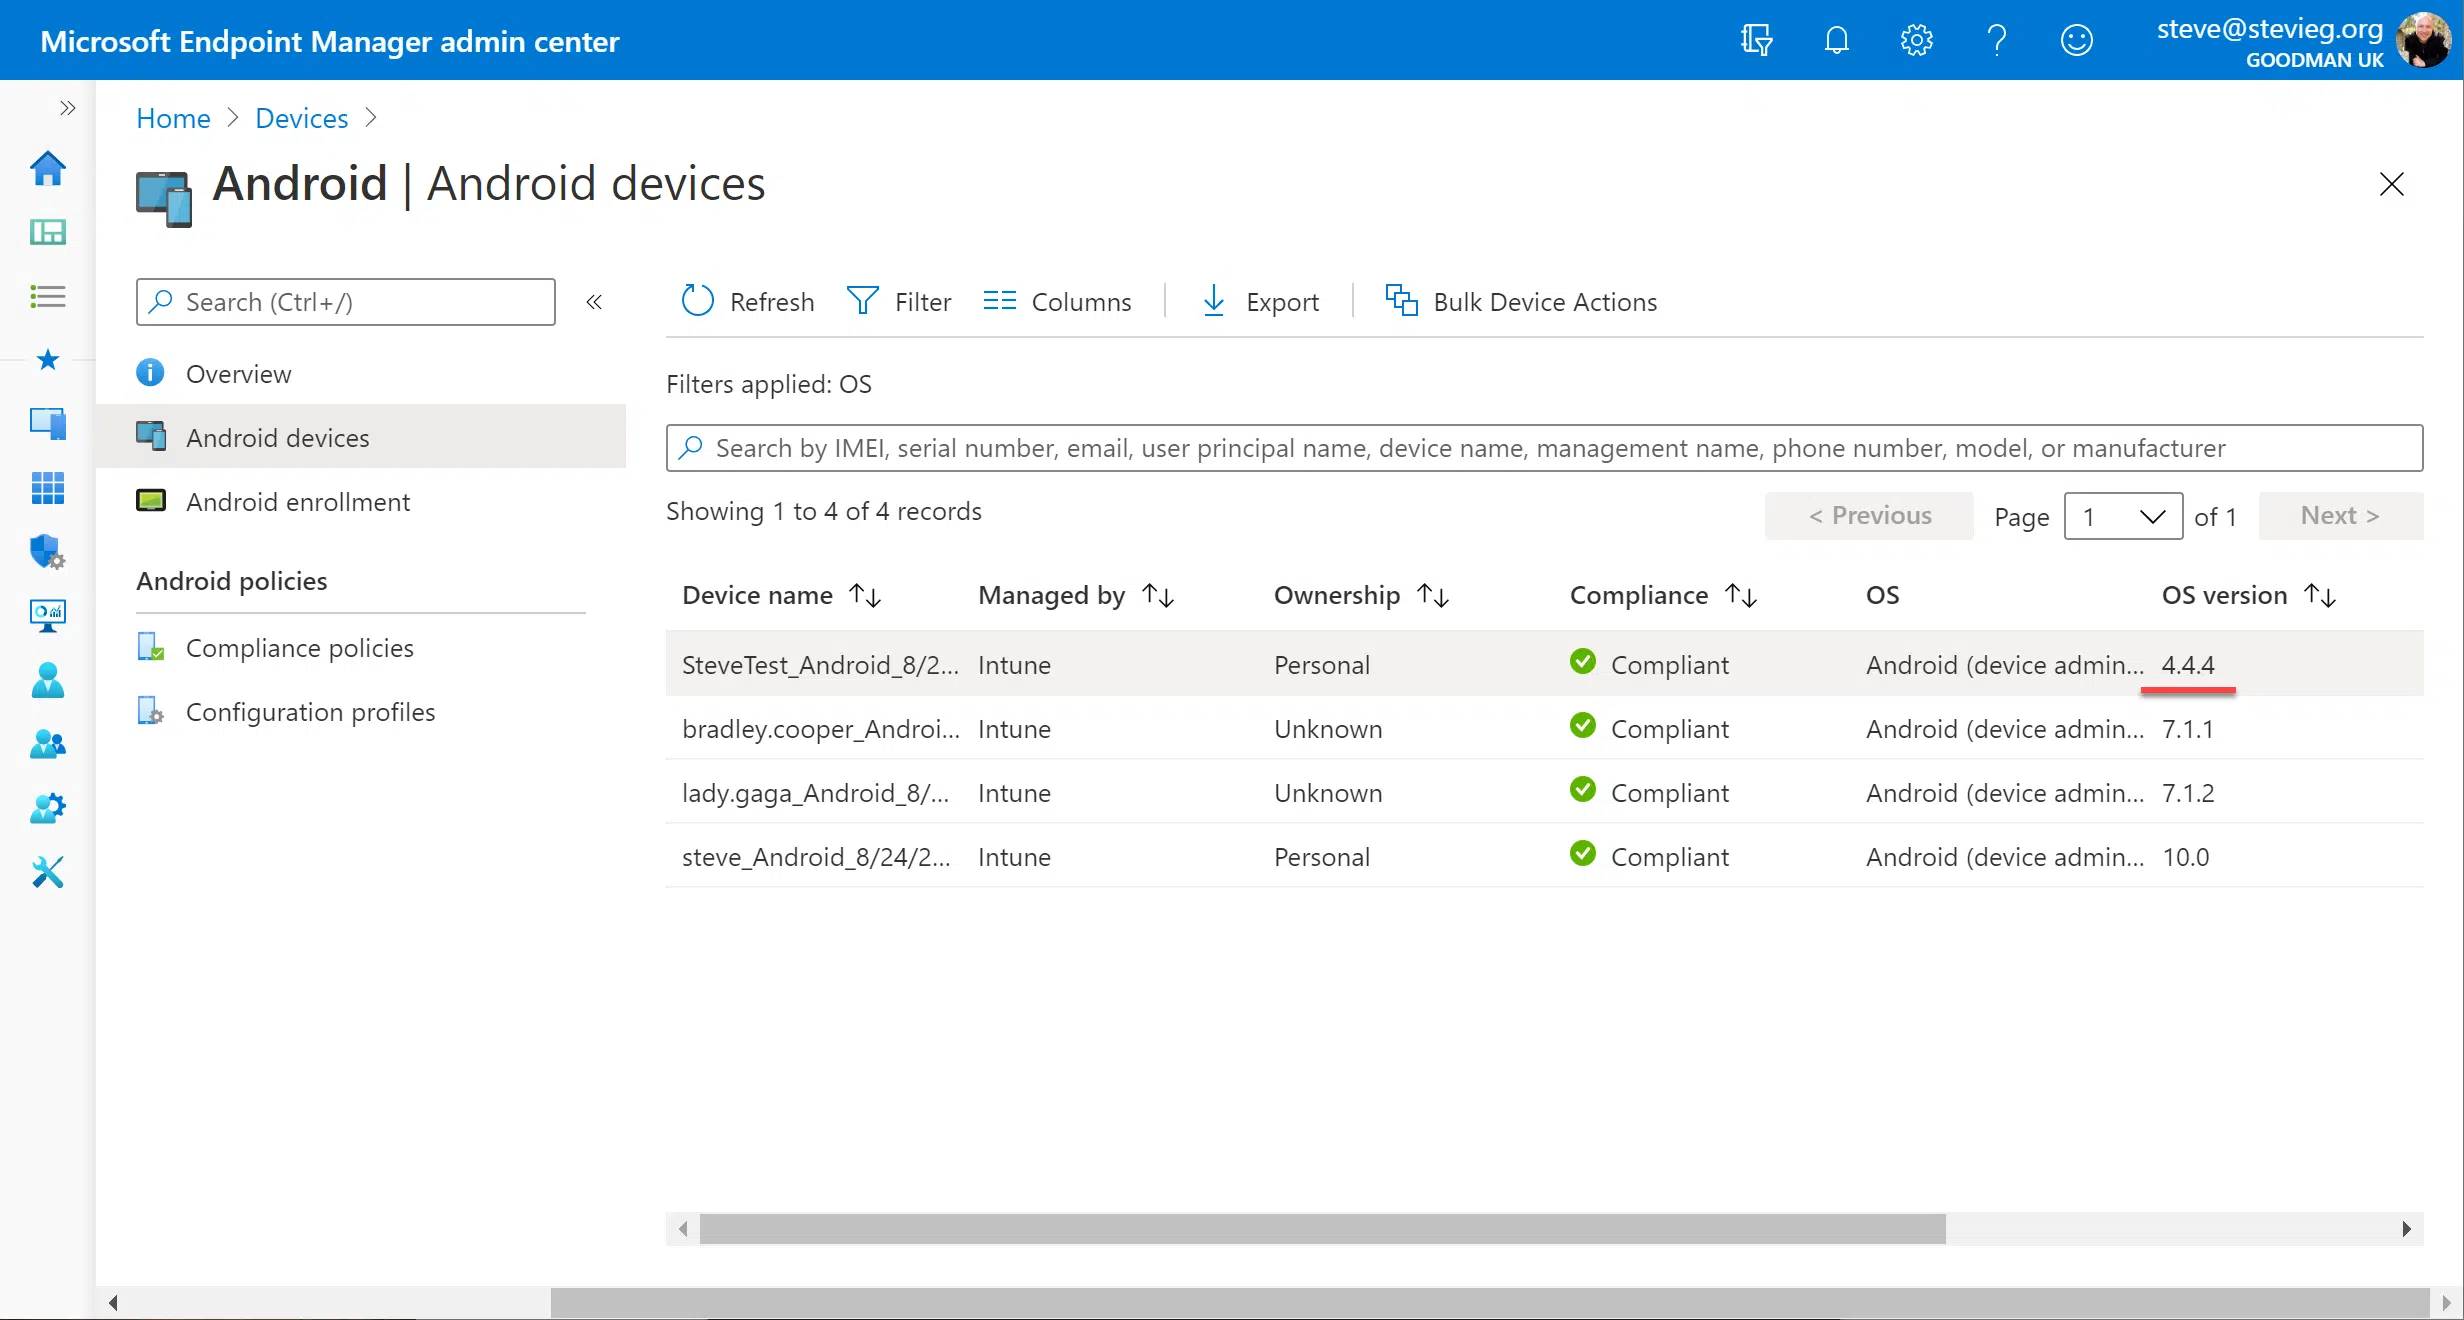 Microsoft Endpoint Manager admin center
steve@stevieg.org
GOODMAN UK
Home > Devices >
Android | Android devices
Search (Ctrl+/)
Overview
Android devices
Android enrollment
Android policies
Compliance policies
Configuration profiles
Refresh Filter Columns Export Bulk Device Actions
Filters applied: OS
Search by IMEI, serial number, email, user principal name, device name, management name, phone number, model, or manufacturer
Showing 1 to 4 of 4 records
< Previous Page 1 of 1 Next >
Device name Managed by Ownership Compliance OS OS version
SteveTest_Android_8/2... Intune Personal Compliant Android (device admin... 4.4.4
bradley.cooper_Androi... Intune Unknown Compliant Android (device admin... 7.1.1
lady.gaga_Android_8/... Intune Unknown Compliant Android (device admin... 7.1.2
steve_Android_8/24/2... Intune Personal Compliant Android (device admin... 10.0